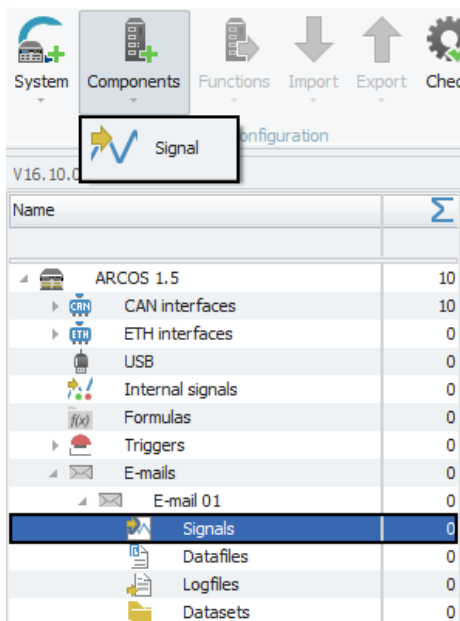 System Components Functions Import Export Chec
Signal
onfiguration
V16.10.0
Name Σ
ARCOS 1.5 10
CAN CAN interfaces 10
ETH ETH interfaces 0
USB 0
Internal signals 0
f(x) Formulas 0
Triggers 0
E-mails 0
E-mail 01 0
Signals 0
Datafiles 0
Logfiles 0
Datasets 0